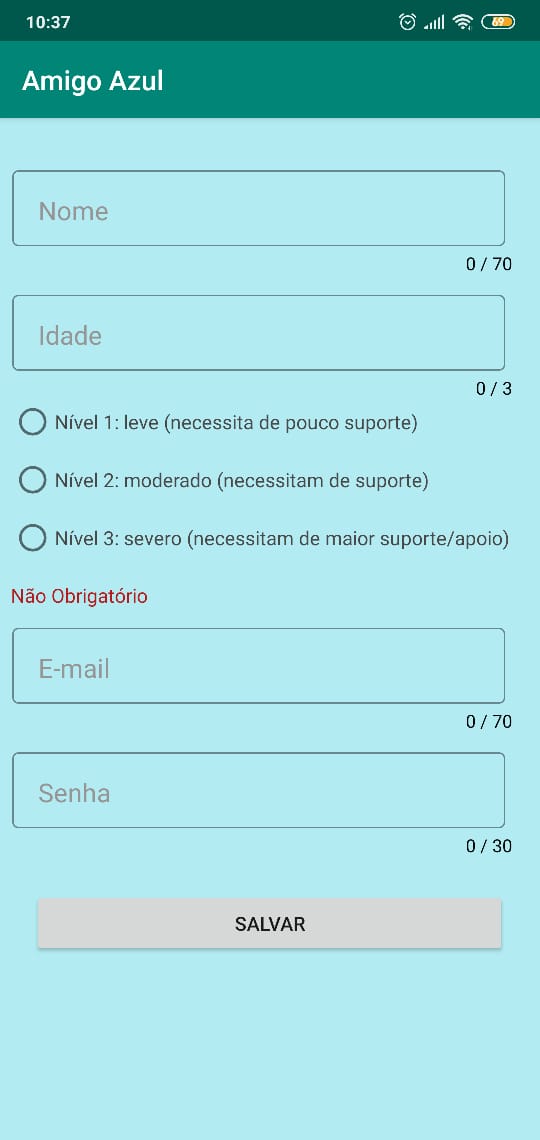 10:37
69
Amigo Azul
Nome
0 / 70
Idade
0 / 3
Nível 1: leve (necessita de pouco suporte)
Nível 2: moderado (necessitam de suporte)
Nível 3: severo (necessitam de maior suporte/apoio)
Não Obrigatório
E-mail
0 / 70
Senha
0 / 30
SALVAR